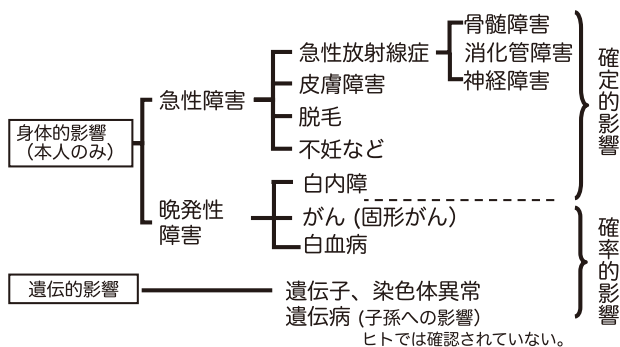 身体的影響
（本人のみ）
急性障害
急性放射線症
骨髄障害
消化管障害
神経障害
皮膚障害
脱毛
不妊など
晩発性
障害
白内障
がん (固形がん）
白血病
確定的影響
遺伝的影響
遺伝子、染色体異常
遺伝病 (子孫への影響）
ヒトでは確認されていない。
確率的影響